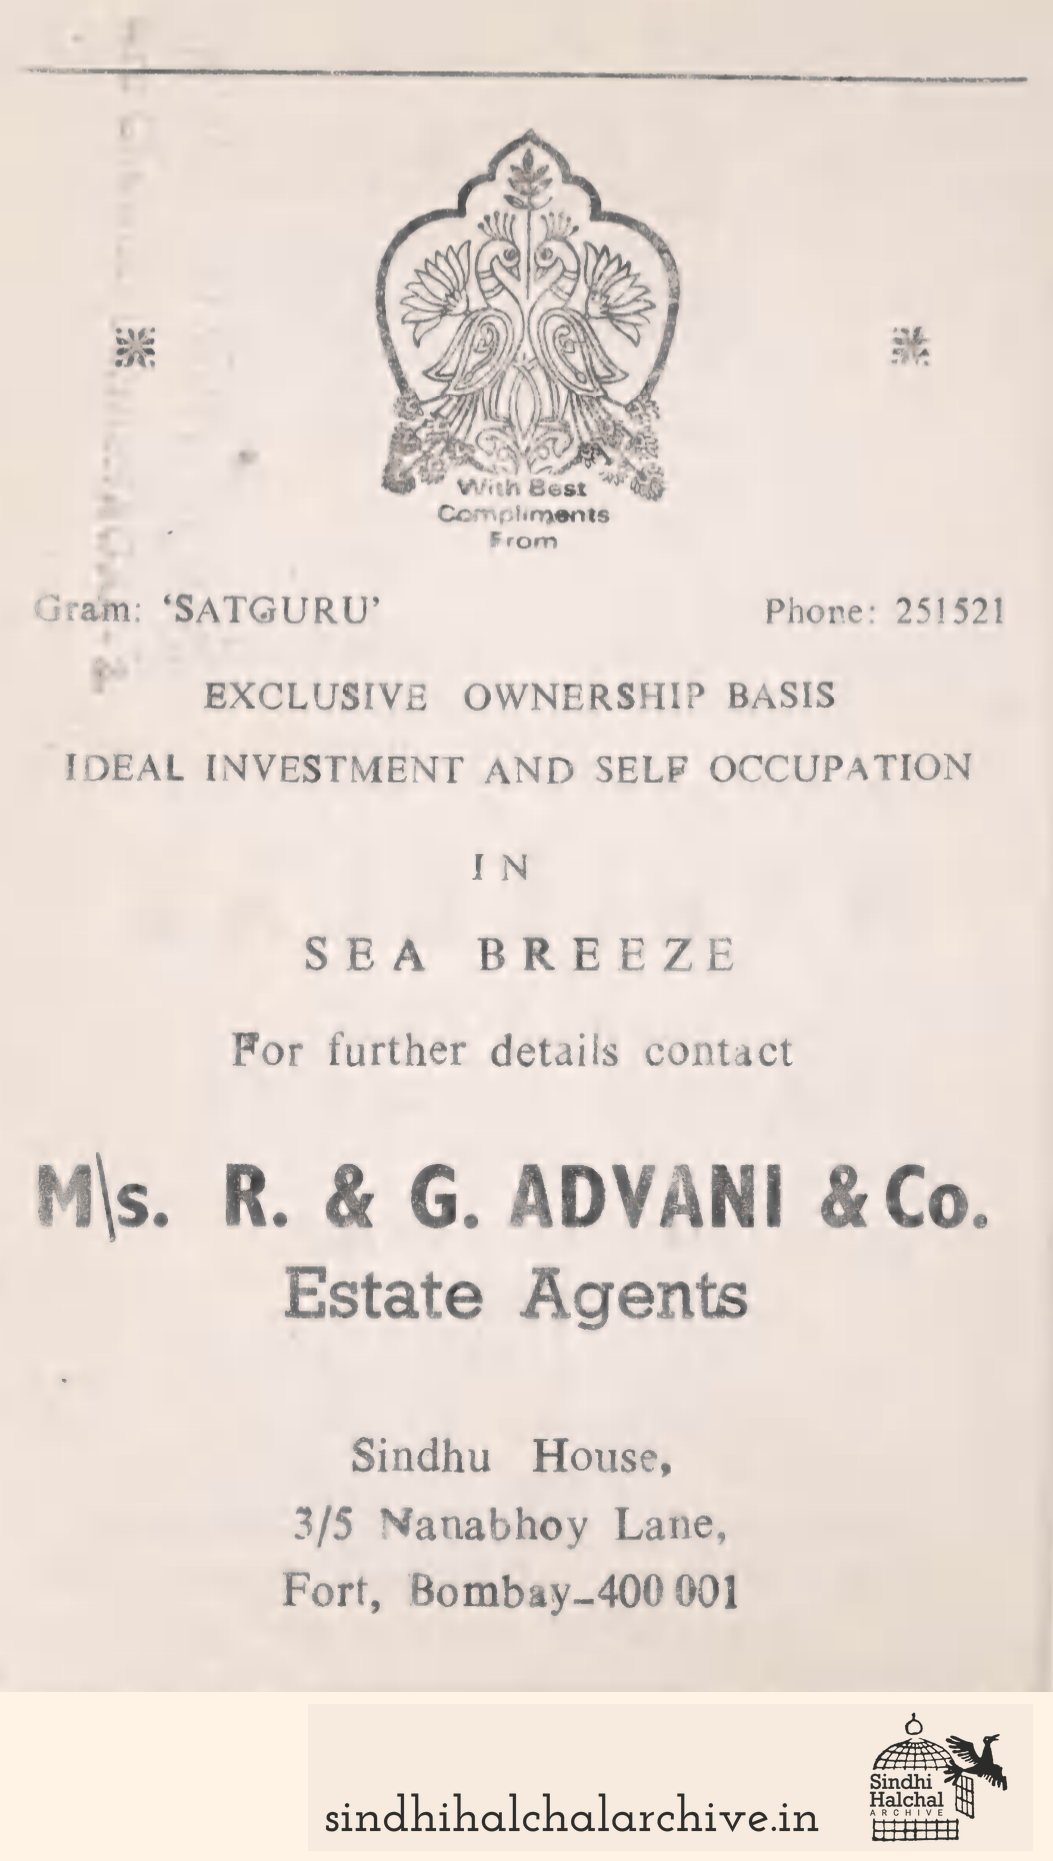 With Best
Compliments
From
Gram: 'SATGURU' Phone: 251521
EXCLUSIVE OWNERSHIP BASIS
IDEAL INVESTMENT AND SELF OCCUPATION
IN
SEA BREEZE
For further details contact
M\s. R. & G. ADVANI & Co.
Estate Agents
Sindhu House,
3/5 Nanabhoy Lane,
Fort, Bombay-400 001
sindhihalchalarchive.in
Sindhi
Halchal
ARCHIVE